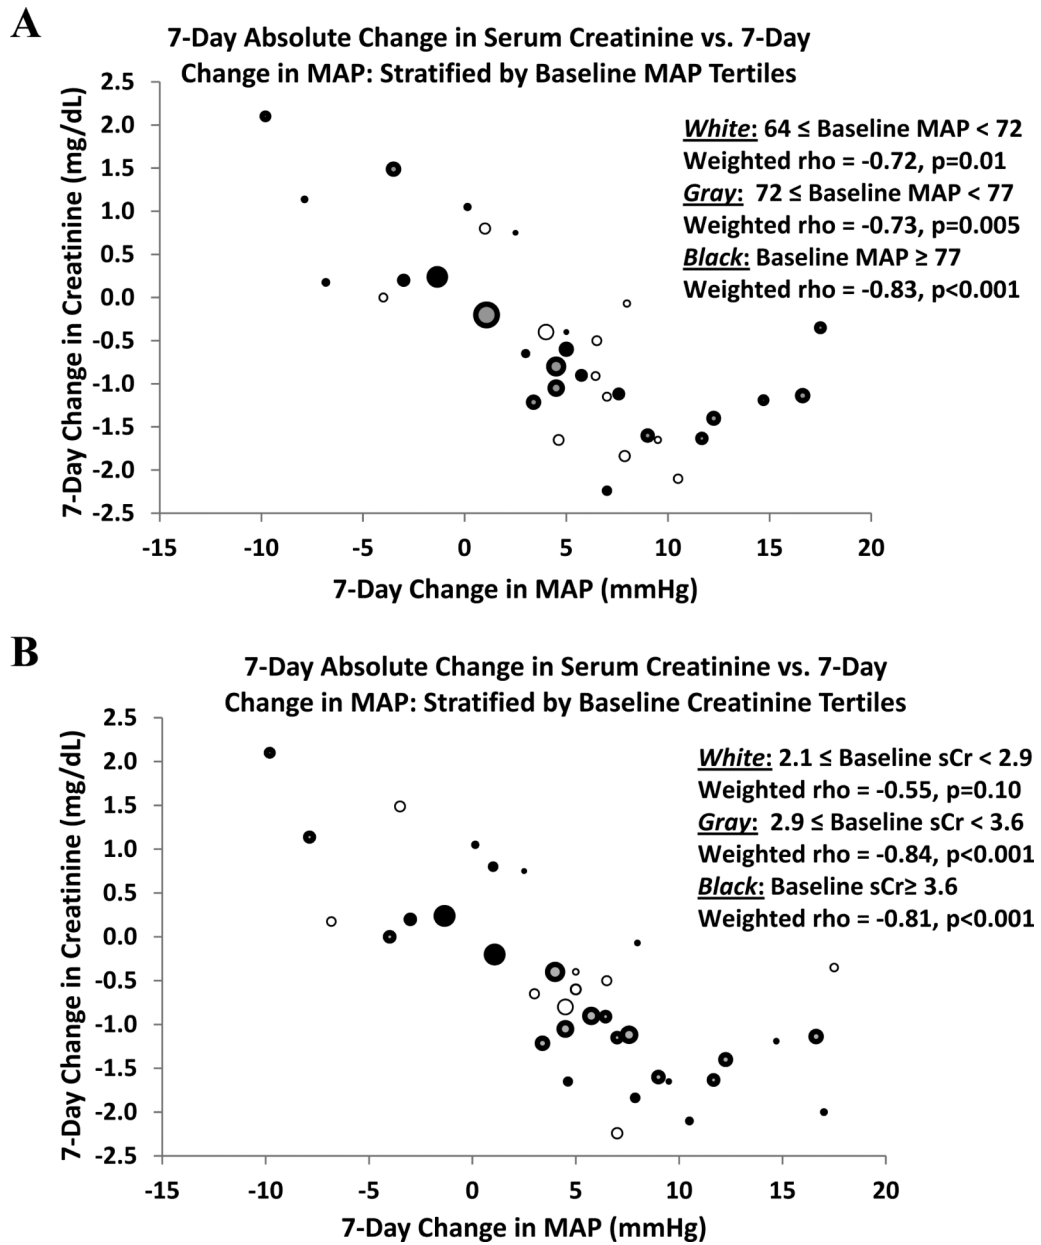 A
7-Day Absolute Change in Serum Creatinine vs. 7-Day
Change in MAP: Stratified by Baseline MAP Tertiles
7-Day Change in Creatinine (mg/dL)
2.5
2.0
1.5
1.0
0.5
0.0
-0.5
-1.0
-1.5
-2.0
-2.5
White: 64 ≤ Baseline MAP < 72
Weighted rho = -0.72, p=0.01
Gray: 72 ≤ Baseline MAP < 77
Weighted rho = -0.73, p=0.005
Black: Baseline MAP ≥ 77
Weighted rho = -0.83, p<0.001
-15 -10 -5 0 5 10 15 20
7-Day Change in MAP (mmHg)
B
7-Day Absolute Change in Serum Creatinine vs. 7-Day
Change in MAP: Stratified by Baseline Creatinine Tertiles
7-Day Change in Creatinine (mg/dL)
2.5
2.0
1.5
1.0
0.5
0.0
-0.5
-1.0
-1.5
-2.0
-2.5
White: 2.1 ≤ Baseline sCr < 2.9
Weighted rho = -0.55, p=0.10
Gray: 2.9 ≤ Baseline sCr < 3.6
Weighted rho = -0.84, p<0.001
Black: Baseline sCr≥ 3.6
Weighted rho = -0.81, p<0.001
-15 -10 -5 0 5 10 15 20
7-Day Change in MAP (mmHg)